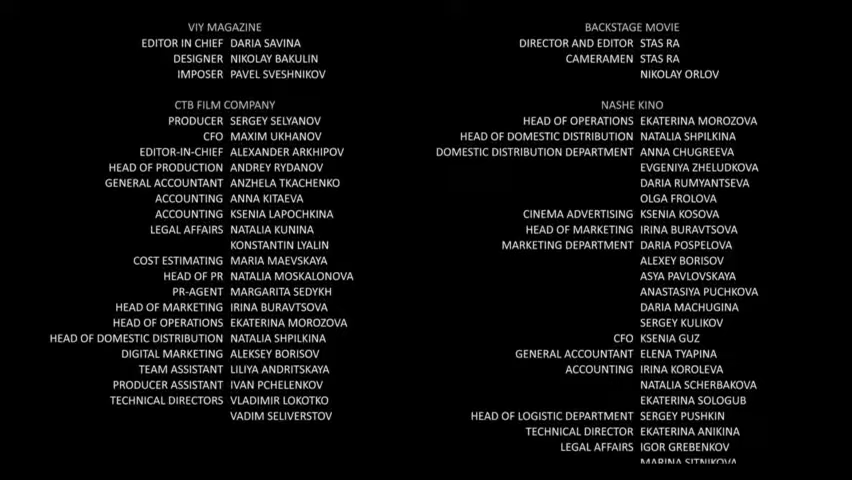 VIY MAGAZINE
EDITOR IN CHIEF DARIA SAVINA
DESIGNER NIKOLAY BAKULIN
IMPOSER PAVEL SVESHNIKOV
CTB FILM COMPANY
PRODUCER SERGEY SELYANOV
CFO MAXIM UKHANOV
EDITOR-IN-CHIEF ALEXANDER ARKHIPOV
HEAD OF PRODUCTION ANDREY RYDANOV
GENERAL ACCOUNTANT ANZHELA TKACHENKO
ACCOUNTING ANNA KITAEVA
ACCOUNTING KSENIA LAPOCHKINA
LEGAL AFFAIRS NATALIA KUNINA
KONSTANTIN LYALIN
COST ESTIMATING MARIA MAEVSKAYA
HEAD OF PR NATALIA MOSKALONOVA
PR-AGENT MARGARITA SEDYKH
HEAD OF MARKETING IRINA BURAVTSOVA
HEAD OF OPERATIONS EKATERINA MOROZOVA
HEAD OF DOMESTIC DISTRIBUTION NATALIA SHPILKINA
DIGITAL MARKETING ALEKSEY BORISOV
TEAM ASSISTANT LILIYA ANDRITSKAYA
PRODUCER ASSISTANT IVAN PCHELENKOV
TECHNICAL DIRECTORS VLADIMIR LOKOTKO
VADIM SELIVERSTOV
BACKSTAGE MOVIE
DIRECTOR AND EDITOR STAS RA
CAMERAMEN STAS RA
NIKOLAY ORLOV
NASHE KINO
HEAD OF OPERATIONS EKATERINA MOROZOVA
HEAD OF DOMESTIC DISTRIBUTION NATALIA SHPILKINA
DOMESTIC DISTRIBUTION DEPARTMENT ANNA CHUGREEVA
EVGENIYA ZHELUDKOVA
DARIA RUMYANTSEVA
OLGA FROLOVA
CINEMA ADVERTISING KSENIA KOSOVA
HEAD OF MARKETING IRINA BURAVTSOVA
MARKETING DEPARTMENT DARIA POSPELOVA
ALEXEY BORISOV
ASYA PAVLOVSKAYA
ANASTASIYA PUCHKOVA
DARIA MACHUGINA
SERGEY KULIKOV
CFO KSENIA GUZ
GENERAL ACCOUNTANT ELENA TYAPINA
ACCOUNTING IRINA KOROLEVA
NATALIA SCHERBAKOVA
EKATERINA SOLOGUB
HEAD OF LOGISTIC DEPARTMENT SERGEY PUSHKIN
TECHNICAL DIRECTOR EKATERINA ANIKINA
LEGAL AFFAIRS IGOR GREBENKOV
MARINA SITNIKOVA